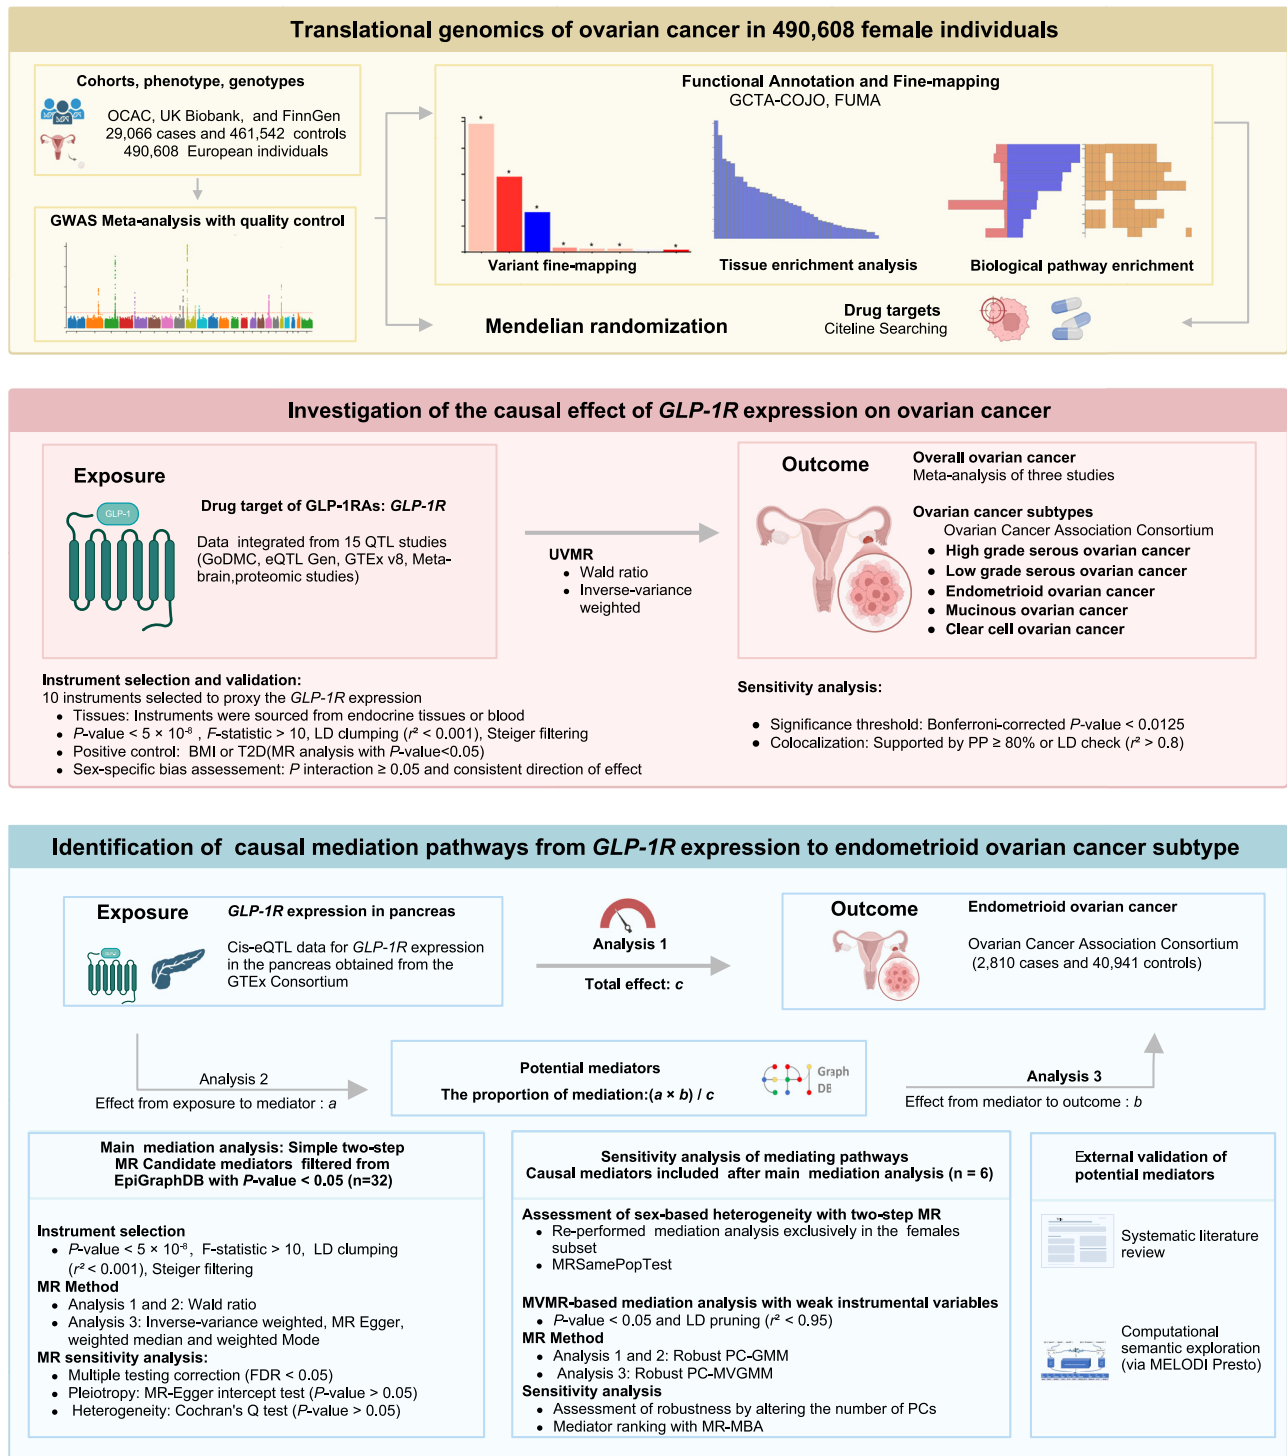 Translational genomics of ovarian cancer in 490,608 female individuals
Cohorts, phenotype, genotypes
OCAC, UK Biobank, and FinnGen
29,066 cases and 461,542 controls
490,608 European individuals
GWAS Meta-analysis with quality control
Functional Annotation and Fine-mapping
GCTA-COJO, FUMA
* * * * * * *
Variant fine-mapping
Tissue enrichment analysis
Biological pathway enrichment
Mendelian randomization
Drug targets
Citeline Searching
Investigation of the causal effect of GLP-1R expression on ovarian cancer
Exposure
GLP-1
Drug target of GLP-1RAs: GLP-1R
Data integrated from 15 QTL studies
(GoDMC, eQTL Gen, GTEx v8, Meta-
brain,proteomic studies)
UVMR
• Wald ratio
• Inverse-variance
weighted
Outcome
Overall ovarian cancer
Meta-analysis of three studies
Ovarian cancer subtypes
Ovarian Cancer Association Consortium
• High grade serous ovarian cancer
• Low grade serous ovarian cancer
• Endometrioid ovarian cancer
• Mucinous ovarian cancer
• Clear cell ovarian cancer
Instrument selection and validation:
10 instruments selected to proxy the GLP-1R expression
• Tissues: Instruments were sourced from endocrine tissues or blood
• P-value < 5 × 10⁻⁸ , F-statistic > 10, LD clumping (r² < 0.001), Steiger filtering
• Positive control: BMI or T2D(MR analysis with P-value<0.05)
• Sex-specific bias assessement: P interaction ≥ 0.05 and consistent direction of effect
Sensitivity analysis:
• Significance threshold: Bonferroni-corrected P-value < 0.0125
• Colocalization: Supported by PP ≥ 80% or LD check (r² > 0.8)
Identification of causal mediation pathways from GLP-1R expression to endometrioid ovarian cancer subtype
Exposure
GLP-1R expression in pancreas
Cis-eQTL data for GLP-1R expression
in the pancreas obtained from the
GTEx Consortium
Analysis 1
Total effect: c
Outcome
Endometrioid ovarian cancer
Ovarian Cancer Association Consortium
(2,810 cases and 40,941 controls)
Analysis 2
Effect from exposure to mediator : a
Potential mediators
The proportion of mediation:(a × b) / c
Graph
DB
Analysis 3
Effect from mediator to outcome : b
Main mediation analysis: Simple two-step
MR Candidate mediators filtered from
EpiGraphDB with P-value < 0.05 (n=32)
Instrument selection
• P-value < 5 × 10⁻⁸, F-statistic > 10, LD clumping
(r² < 0.001), Steiger filtering
MR Method
• Analysis 1 and 2: Wald ratio
• Analysis 3: Inverse-variance weighted, MR Egger,
weighted median and weighted Mode
MR sensitivity analysis:
• Multiple testing correction (FDR < 0.05)
• Pleiotropy: MR-Egger intercept test (P-value > 0.05)
• Heterogeneity: Cochran's Q test (P-value > 0.05)
Sensitivity analysis of mediating pathways
Causal mediators included after main mediation analysis (n = 6)
Assessment of sex-based heterogeneity with two-step MR
• Re-performed mediation analysis exclusively in the females
subset
• MRSamePopTest
MVMR-based mediation analysis with weak instrumental variables
• P-value < 0.05 and LD pruning (r² < 0.95)
MR Method
• Analysis 1 and 2: Robust PC-GMM
• Analysis 3: Robust PC-MVGMM
Sensitivity analysis
• Assessment of robustness by altering the number of PCs
• Mediator ranking with MR-MBA
External validation of
potential mediators
Systematic literature
review
Computational
semantic exploration
(via MELODI Presto)